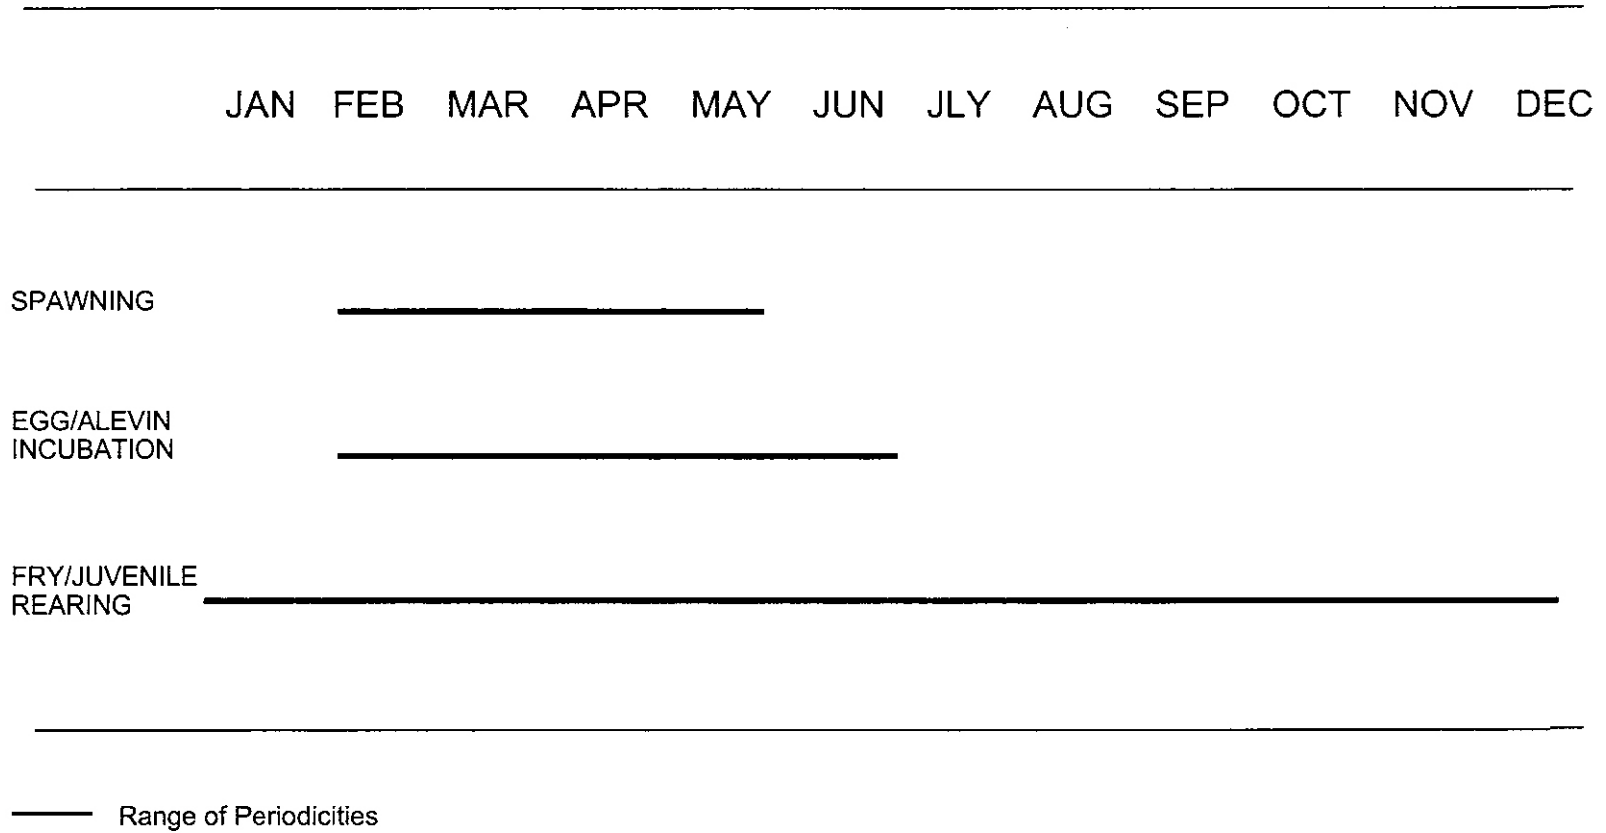 JAN FEB MAR APR MAY JUN JLY AUG SEP OCT NOV DEC
SPAWNING
EGG/ALEVIN
INCUBATION
FRY/JUVENILE
REARING
Range of Periodicities